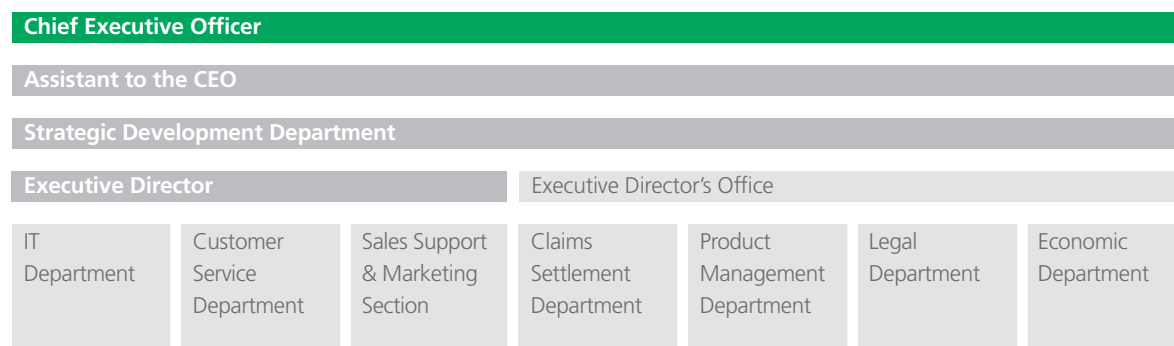 Chief Executive Officer
Assistant to the CEO
Strategic Development Department
Executive Director
Executive Director’s Office
IT
Department
Customer
Service
Department
Sales Support
& Marketing
Section
Claims
Settlement
Department
Product
Management
Department
Legal
Department
Economic
Department